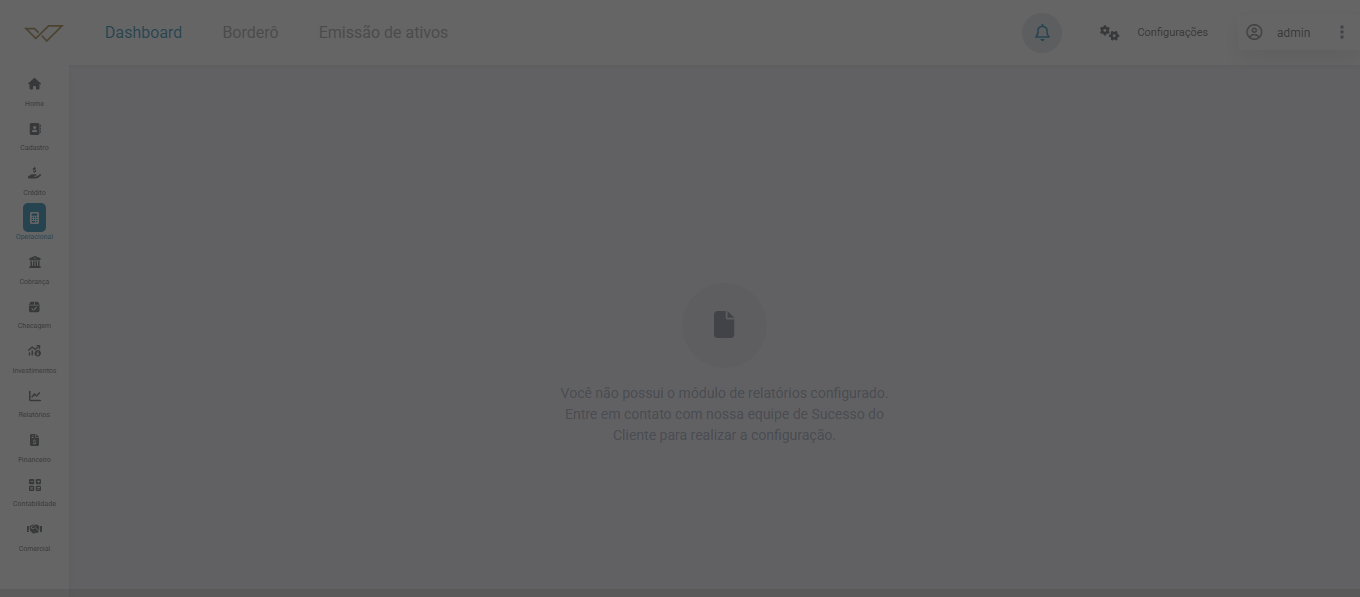 Dashboard
Borderô
Emissão de ativos
Configurações
admin
Home
Cadastro
Crédito
Operacional
Cobrança
Checagem
Investimentos
Relatórios
Financeiro
Contabilidade
Comercial
Você não possui o módulo de relatórios configurado.
Entre em contato com nossa equipe de Sucesso do
Cliente para realizar a configuração.